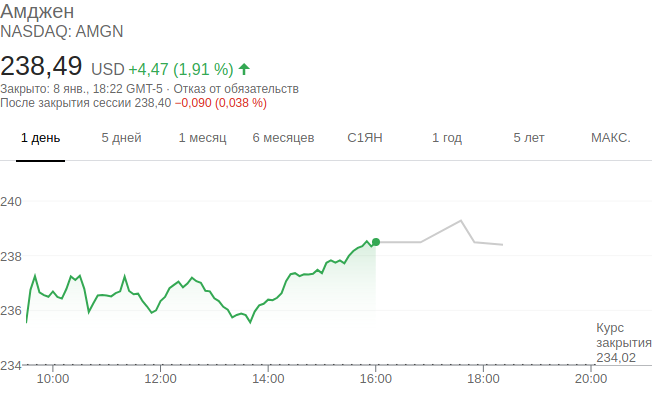 Амджен
NASDAQ: AMGN
238,49 USD +4,47 (1,91 %)
Закрыто: 8 янв., 18:22 GMT-5 · Отказ от обязательств
После закрытия сессии 238,40 −0,090 (0,038 %)
1 день 5 дней 1 месяц 6 месяцев С1ЯН 1 год 5 лет МАКС.
240
238
236
Курс
закрытия
234,02
234
10:00 12:00 14:00 16:00 18:00 20:00